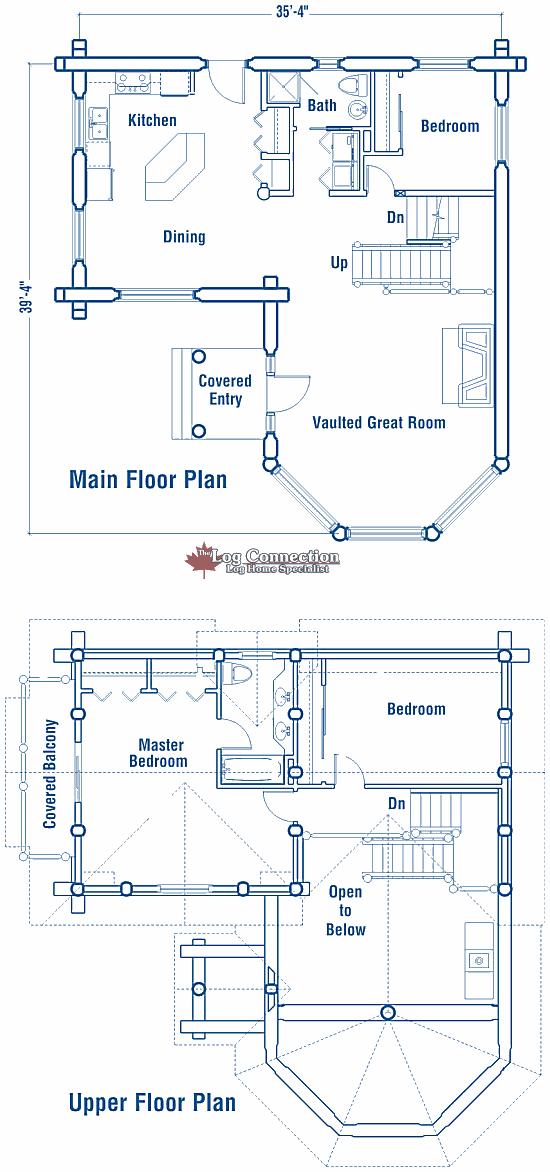 35'-4"
Bath
Kitchen
Bedroom
Dn
Dining
Up
39'-4"
Covered
Entry
Vaulted Great Room
Main Floor Plan
The Log Connection
Log Home Specialist
Bedroom
Covered Balcony
Master
Bedroom
Dn
Open
to
Below
Upper Floor Plan